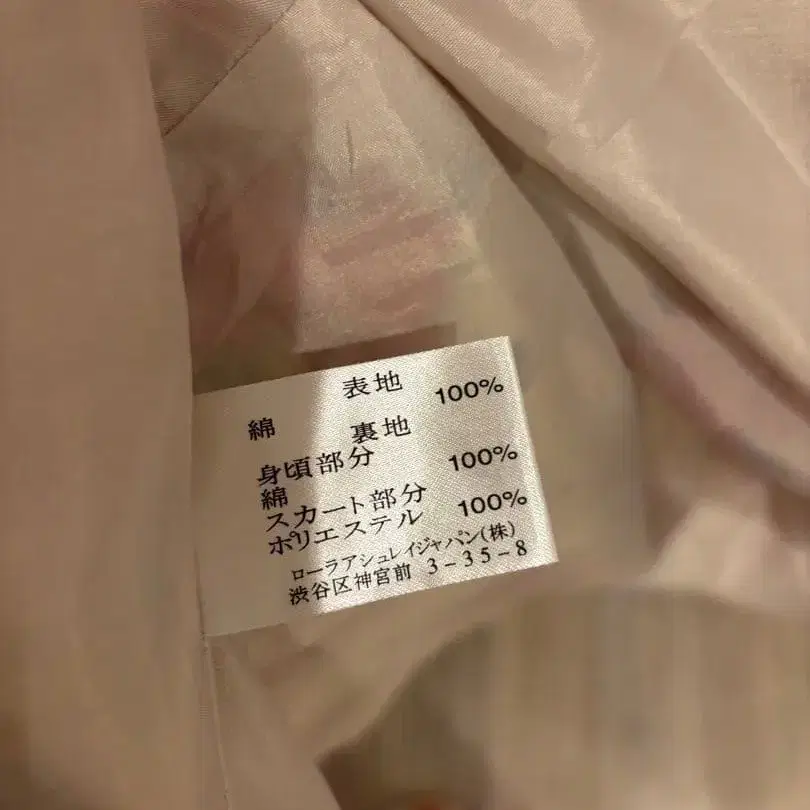 表地
綿 100%
裏地
身頃部分
綿 100%
スカート部分
ポリエステル 100%
ローラアシュレイジャパン(株)
渋谷区神宮前 3-35-8